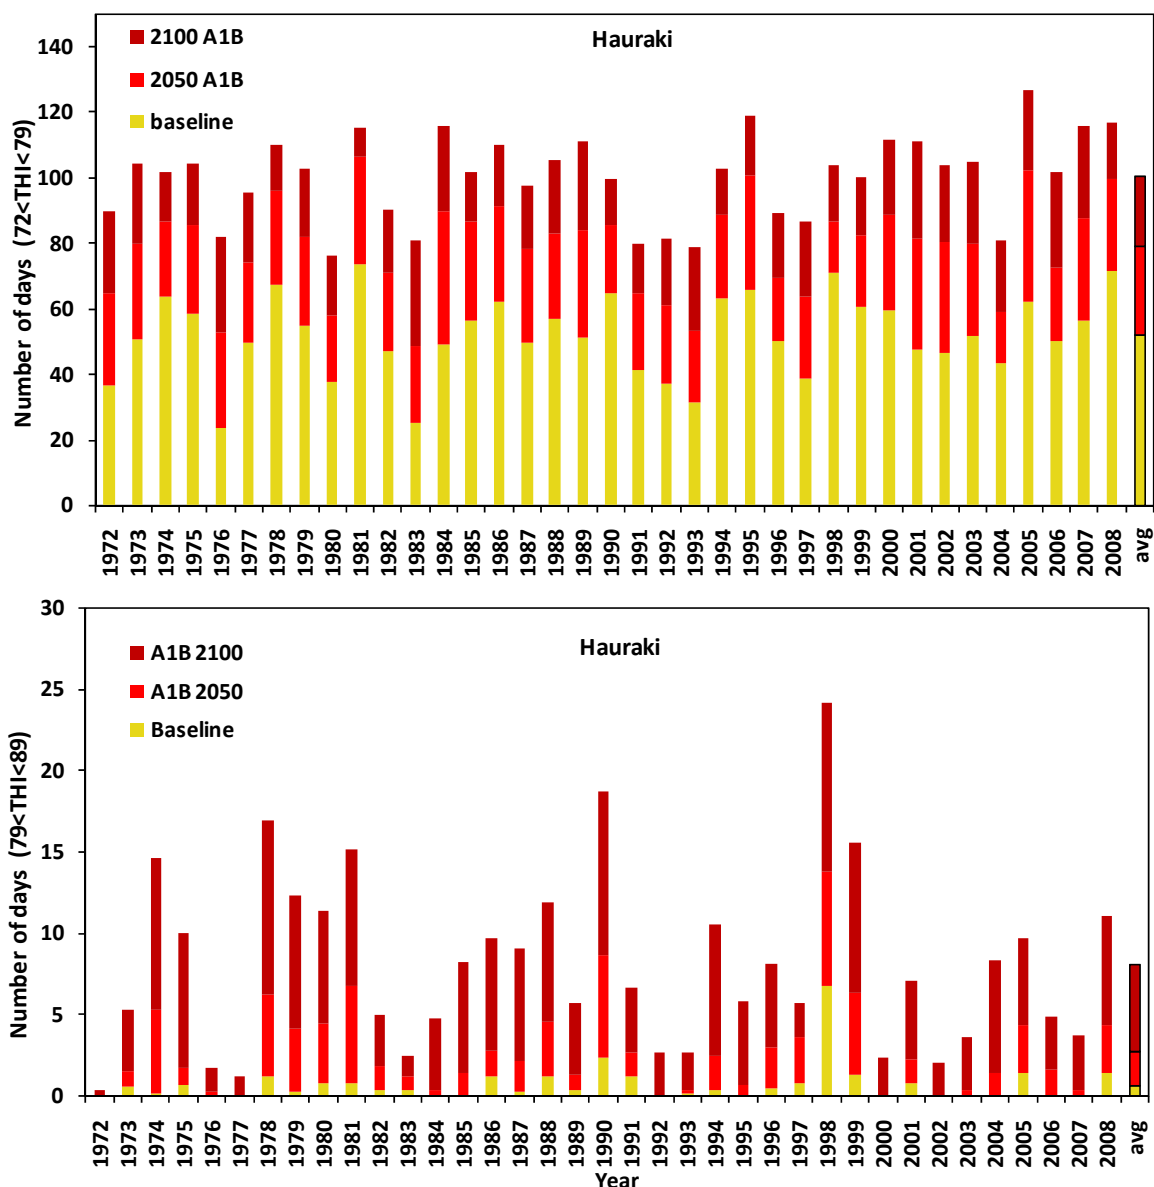 Hauraki
2100 A1B
2050 A1B
baseline
Number of days (72<THI<79)
140
120
100
80
60
40
20
0
1972 1973 1974 1975 1976 1977 1978 1979 1980 1981 1982 1983 1984 1985 1986 1987 1988 1989 1990 1991 1992 1993 1994 1995 1996 1997 1998 1999 2000 2001 2002 2003 2004 2005 2006 2007 2008 avg
Hauraki
A1B 2100
A1B 2050
Baseline
Number of days (79<THI<89)
30
25
20
15
10
5
0
1972 1973 1974 1975 1976 1977 1978 1979 1980 1981 1982 1983 1984 1985 1986 1987 1988 1989 1990 1991 1992 1993 1994 1995 1996 1997 1998 1999 2000 2001 2002 2003 2004 2005 2006 2007 2008 avg
Year